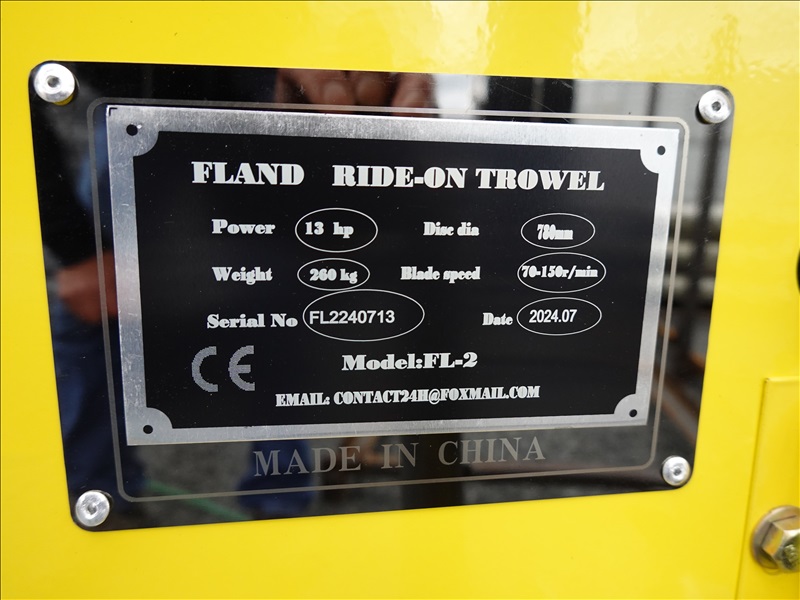 FLAND RIDE-ON TROWEL
Power 13 hp Disc dia 780mm
Weight 260 kg Blade speed 70-150r/min
Serial No FL2240713 Date 2024.07
CE Model:FL-2
EMAIL: CONTACT24H@FOXMAIL.COM
MADE IN CHINA